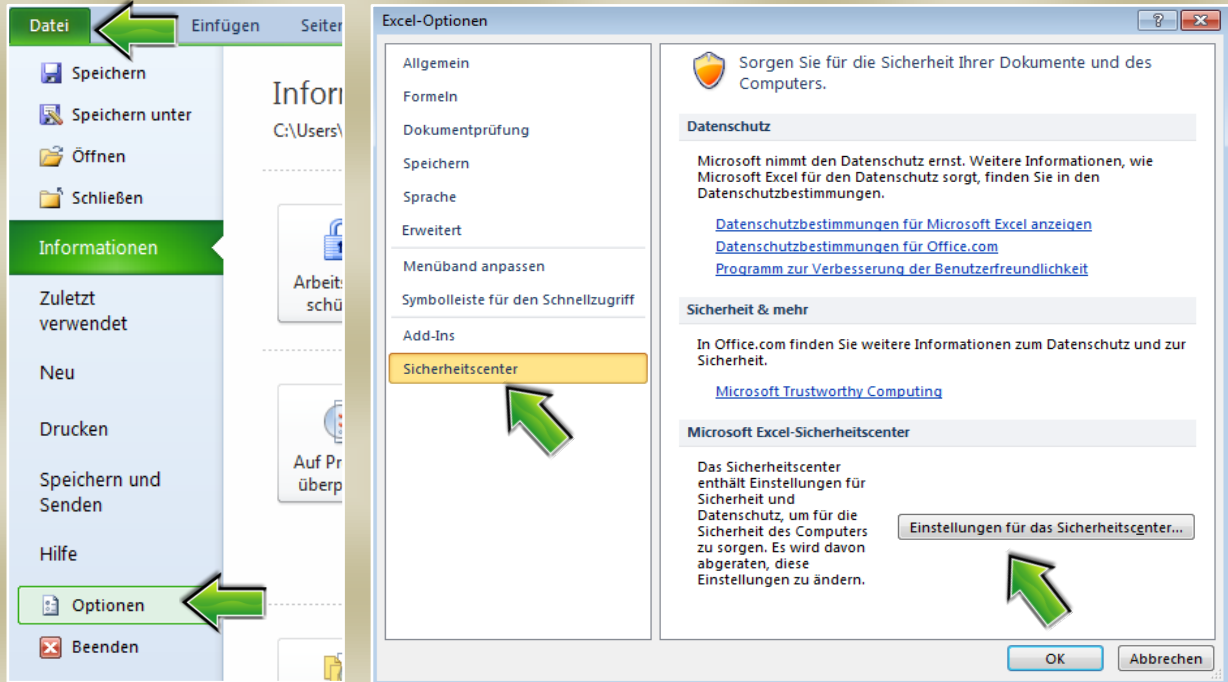 Datei
Einfügen
Speichern
Speichern unter
Öffnen
Schließen
Informationen
Zuletzt
verwendet
Neu
Drucken
Speichern und
Senden
Hilfe
Optionen
Beenden
C:\Users\
Auf
Excel-Optionen
Allgemein
Formeln
Dokumentprüfung
Speichern
Sprache
Erweitert
Menüband anpassen
Symbolleiste für den Schnellzugriff
Add-Ins
Sicherheitscenter
Sorgen Sie für die Sicherheit Ihrer Dokumente und des
Computers.
Datenschutz
Microsoft nimmt den Datenschutz ernst. Weitere Informationen, wie
Microsoft Excel für den Datenschutz sorgt, finden Sie in den
Datenschutzbestimmungen.
Datenschutzbestimmungen für Microsoft Excel anzeigen
Datenschutzbestimmungen für Office.com
Programm zur Verbesserung der Benutzerfreundlichkeit
Sicherheit & mehr
In Office.com finden Sie weitere Informationen zum Datenschutz und zur
Sicherheit.
Microsoft Trustworthy Computing
Microsoft Excel-Sicherheitscenter
Das Sicherheitscenter
enthält Einstellungen für
Sicherheit und
Datenschutz, um für die
Sicherheit des Computers
zu sorgen. Es wird davon
abgeraten, diese
Einstellungen zu ändern.
Einstellungen für das Sicherheitscenter...
OK
Abbrechen